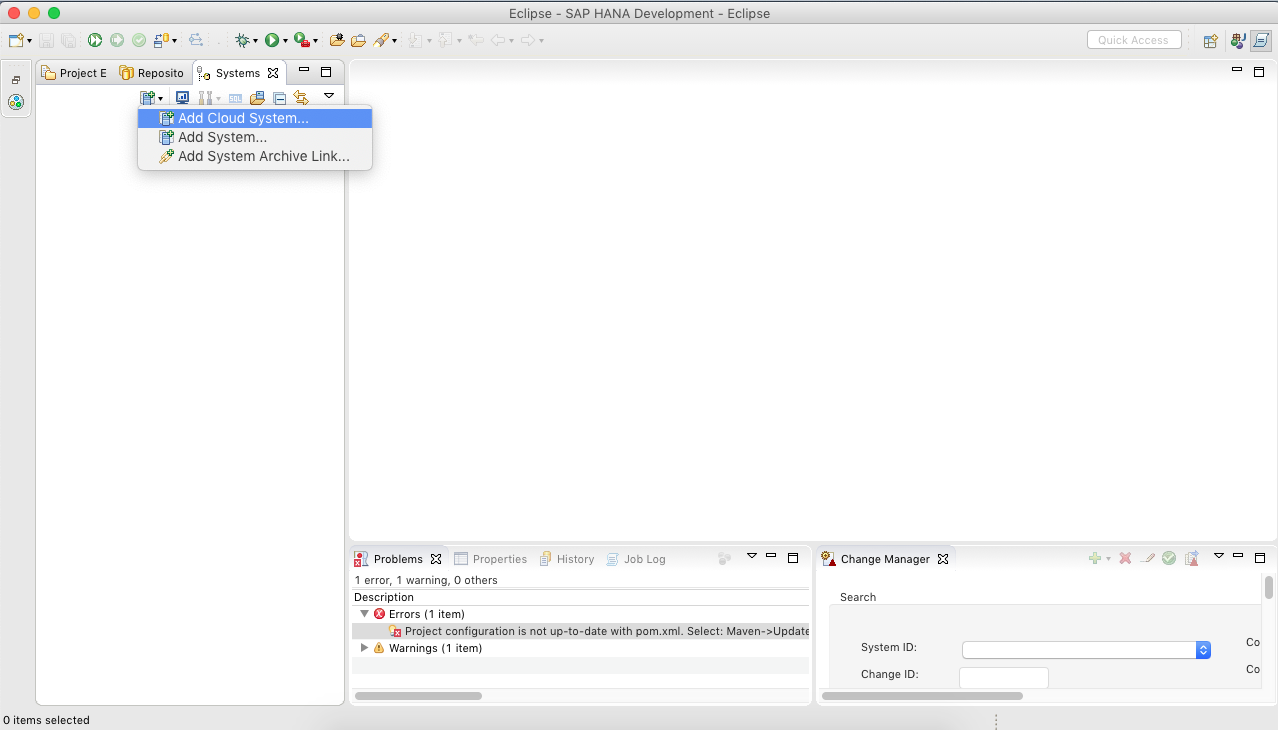 Eclipse - SAP HANA Development - Eclipse
Quick Access
Project E
Reposito
Systems
Add Cloud System...
Add System...
Add System Archive Link...
Problems
Properties
History
Job Log
1 error, 1 warning, 0 others
Description
Errors (1 item)
Project configuration is not up-to-date with pom.xml. Select: Maven->Update
Warnings (1 item)
Change Manager
Search
System ID:
Co
Change ID:
Co
0 items selected